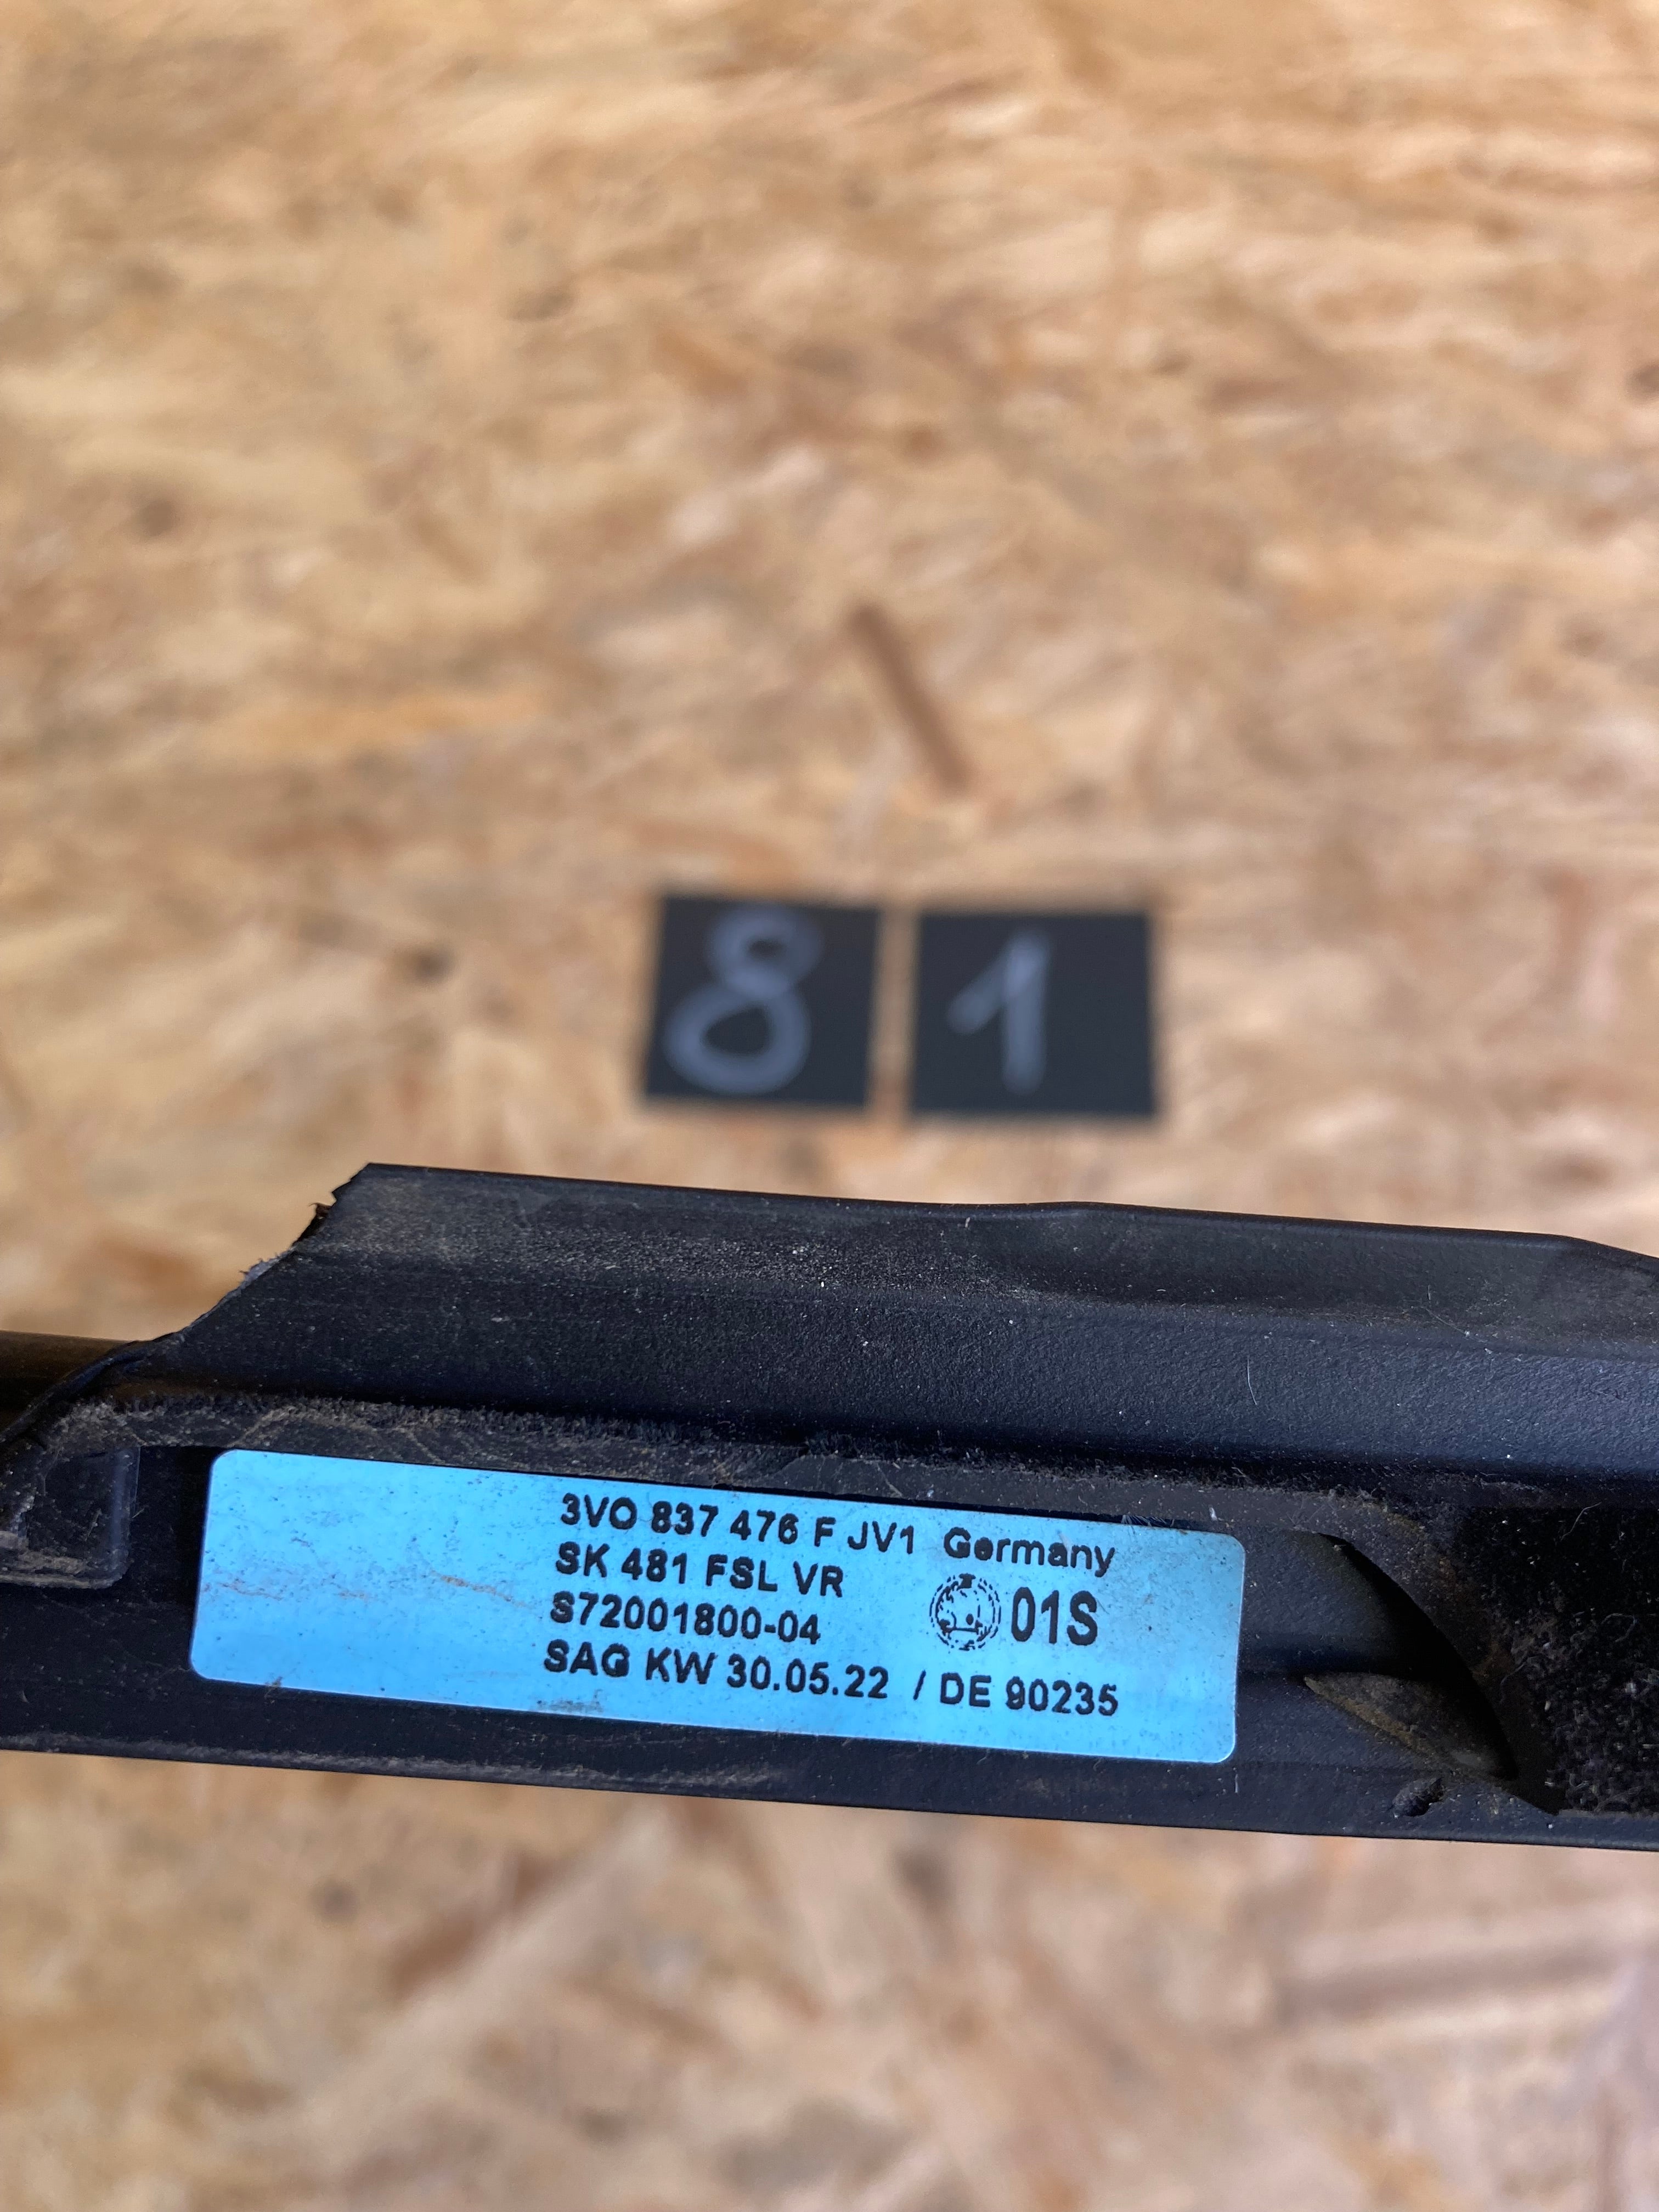 8 1
3VO 837 476 F JV1 Germany
SK 481 FSL VR
S72001800-04 01S
SAG KW 30.05.22 / DE 90235